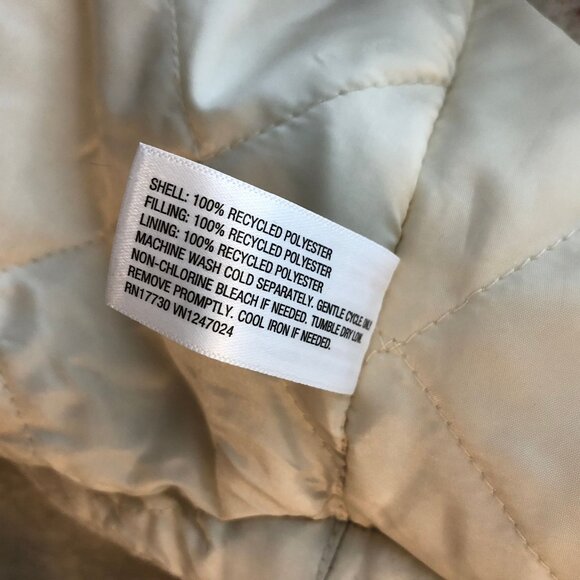 SHELL: 100% RECYCLED POLYESTER
FILLING: 100% RECYCLED POLYESTER
LINING: 100% RECYCLED POLYESTER
MACHINE WASH COLD SEPARATELY. GENTLE CYCLE. ONLY
NON-CHLORINE BLEACH IF NEEDED. TUMBLE DRY LOW.
REMOVE PROMPTLY. COOL IRON IF NEEDED.
RN17730 VN1247024